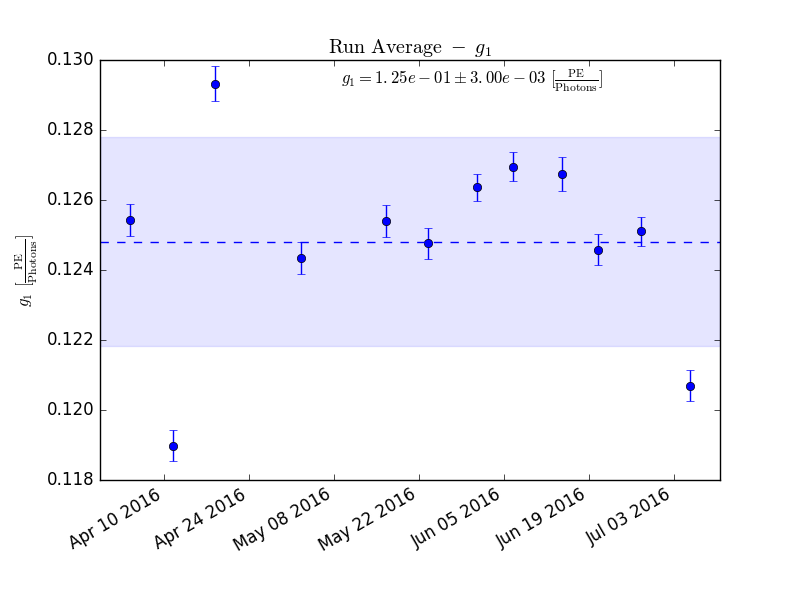 Run Average − g₁
g₁ = 1.25e − 01 ± 3.00e − 03 [PE/Photons]
g₁ [PE/Photons]
0.130
0.128
0.126
0.124
0.122
0.120
0.118
Apr 10 2016
Apr 24 2016
May 08 2016
May 22 2016
Jun 05 2016
Jun 19 2016
Jul 03 2016